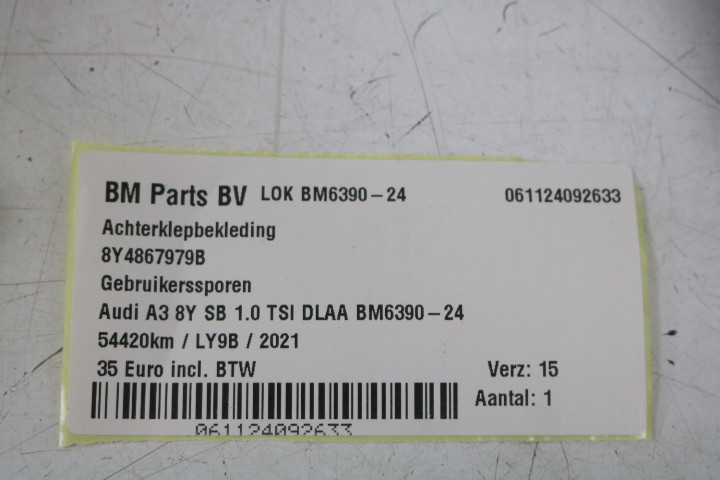 BM Parts BV LOK BM6390-24 061124092633
Achterklepbekleding
8Y4867979B
Gebruikerssporen
Audi A3 8Y SB 1.0 TSI DLAA BM6390-24
54420km / LY9B / 2021
35 Euro incl. BTW Verz: 15
Aantal: 1
061124092633